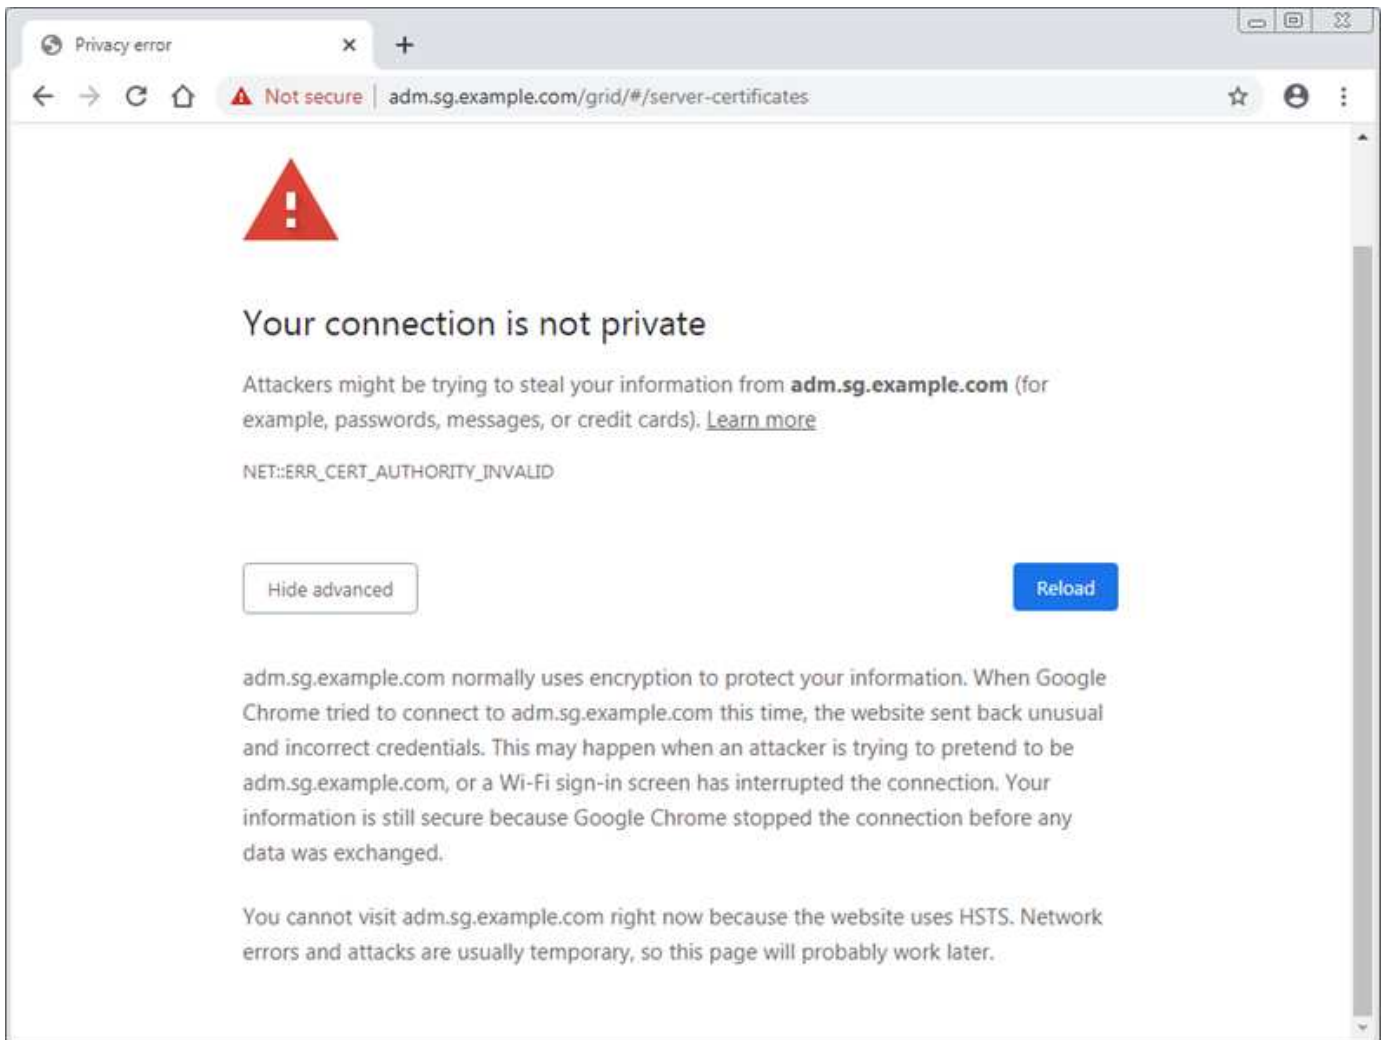 Privacy error
Not secure adm.sg.example.com/grid/#/server-certificates
Your connection is not private
Attackers might be trying to steal your information from adm.sg.example.com (for
example, passwords, messages, or credit cards). Learn more
NET::ERR_CERT_AUTHORITY_INVALID
Hide advanced
Reload
adm.sg.example.com normally uses encryption to protect your information. When Google
Chrome tried to connect to adm.sg.example.com this time, the website sent back unusual
and incorrect credentials. This may happen when an attacker is trying to pretend to be
adm.sg.example.com, or a Wi-Fi sign-in screen has interrupted the connection. Your
information is still secure because Google Chrome stopped the connection before any
data was exchanged.
You cannot visit adm.sg.example.com right now because the website uses HSTS. Network
errors and attacks are usually temporary, so this page will probably work later.